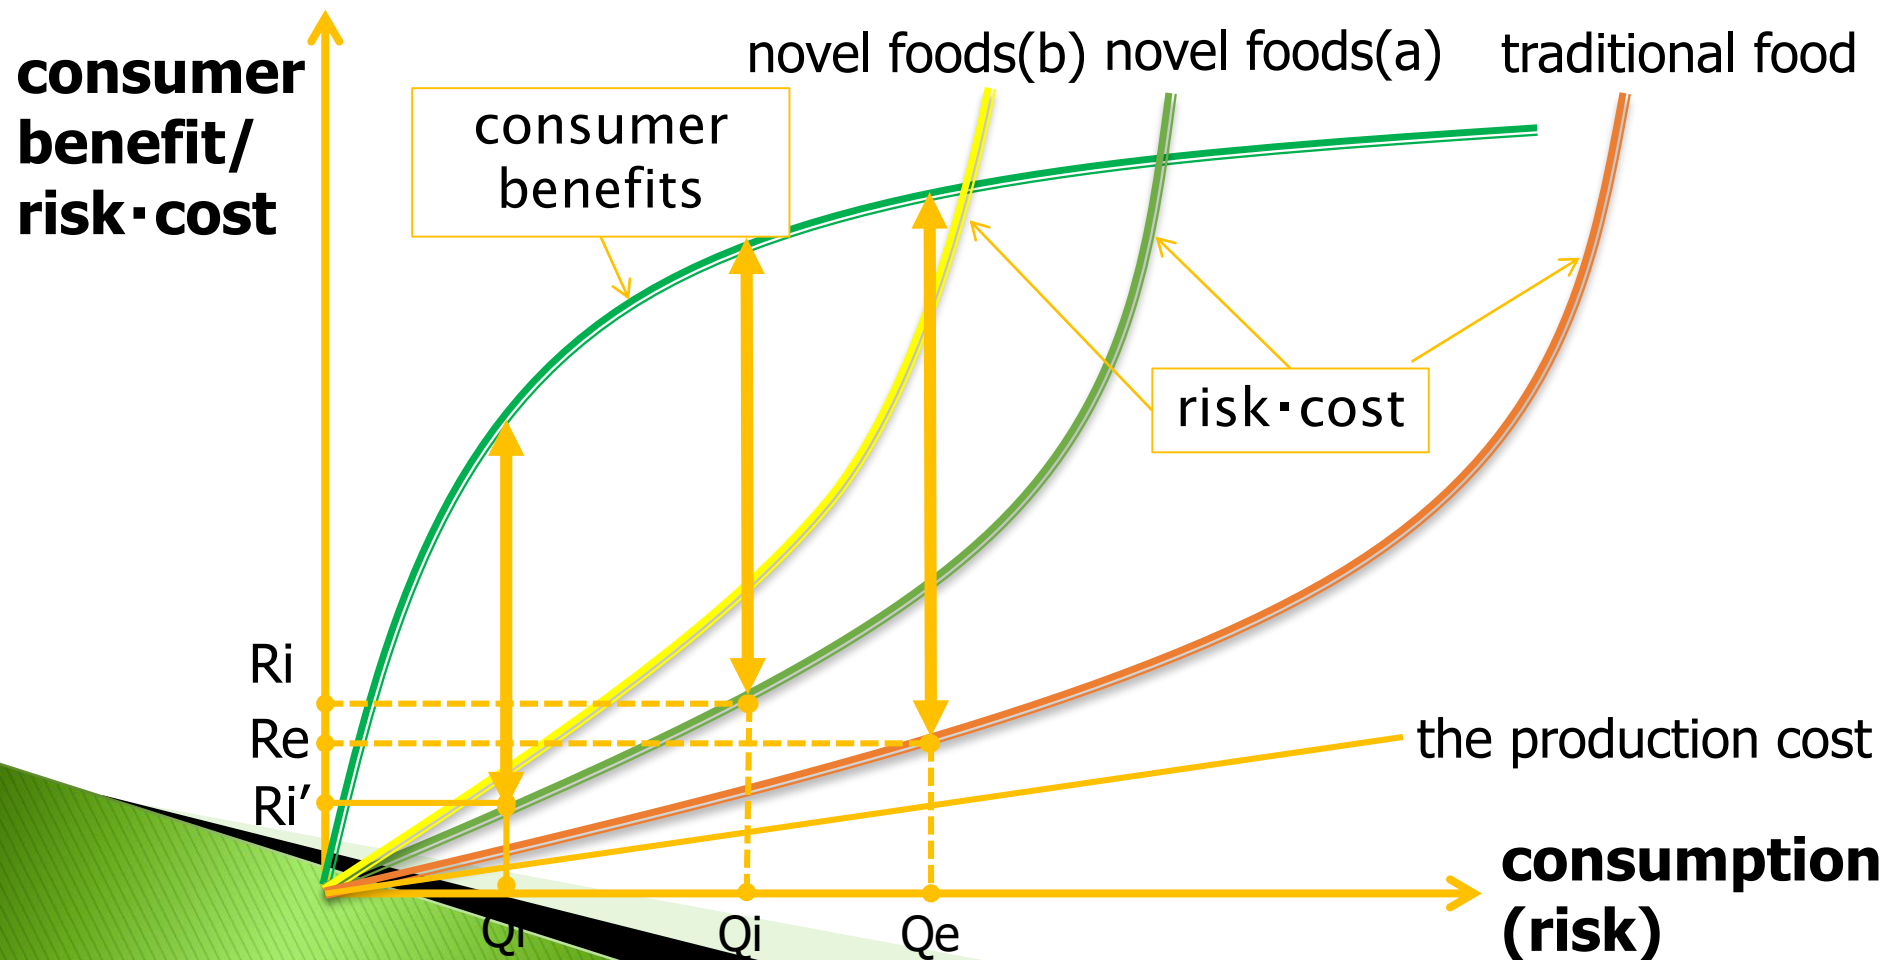 consumer
benefit/
risk·cost
novel foods(b)
novel foods(a)
traditional food
consumer
benefits
risk·cost
Ri
Re
Ri’
the production cost
consumption
(risk)
Qi
Qe